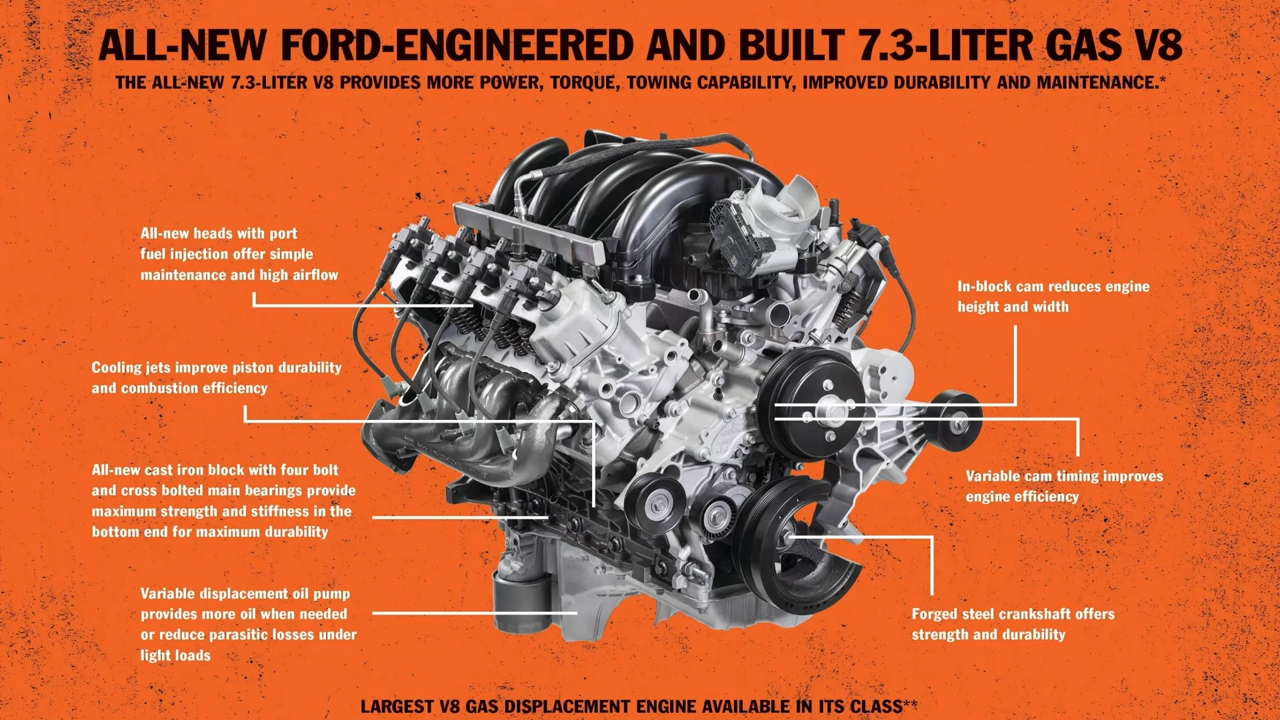 ALL-NEW FORD-ENGINEERED AND BUILT 7.3-LITER GAS V8
THE ALL-NEW 7.3-LITER V8 PROVIDES MORE POWER, TORQUE, TOWING CAPABILITY, IMPROVED DURABILITY AND MAINTENANCE.*
All-new heads with port
fuel injection offer simple
maintenance and high airflow
Cooling jets improve piston durability
and combustion efficiency
All-new cast iron block with four bolt
and cross bolted main bearings provide
maximum strength and stiffness in the
bottom end for maximum durability
Variable displacement oil pump
provides more oil when needed
or reduce parasitic losses under
light loads
In-block cam reduces engine
height and width
Variable cam timing improves
engine efficiency
Forged steel crankshaft offers
strength and durability
LARGEST V8 GAS DISPLACEMENT ENGINE AVAILABLE IN ITS CLASS**